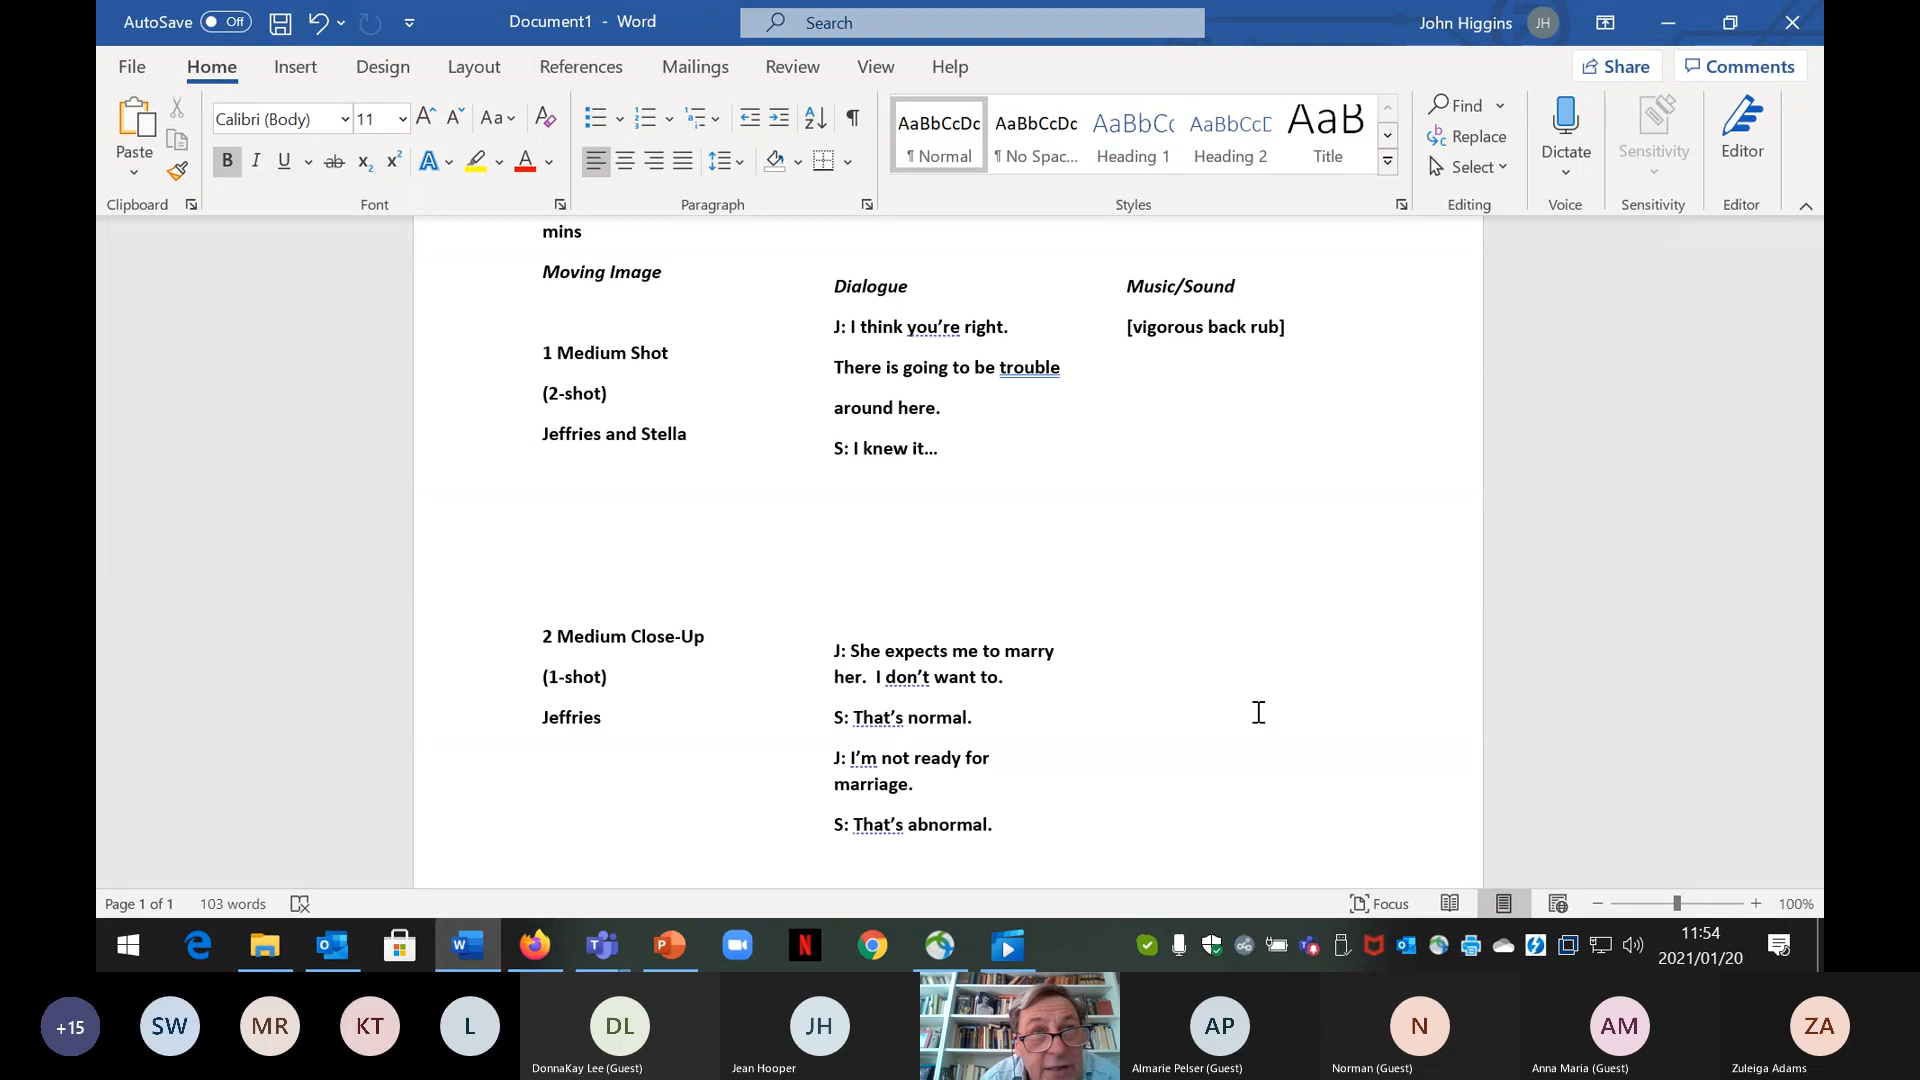 AutoSave Off
Document1 - Word
Search
John Higgins JH
File Home Insert Design Layout References Mailings Review View Help
Share Comments
Paste
Calibri (Body) 11
Aa
B I U ab x₂ x² A A
AaBbCcDc AaBbCcDc AaBbCc AaBbCcD AaB
¶ Normal ¶ No Spac... Heading 1 Heading 2 Title
Find
Replace
Select
Dictate
Sensitivity
Editor
Clipboard Font Paragraph Styles Editing Voice Sensitivity Editor
mins
Moving Image
Dialogue
Music/Sound
J: I think you’re right.
[vigorous back rub]
1 Medium Shot
There is going to be trouble
(2-shot)
around here.
Jeffries and Stella
S: I knew it…
2 Medium Close-Up
J: She expects me to marry
(1-shot)
her. I don’t want to.
Jeffries
S: That’s normal.
J: I’m not ready for
marriage.
S: That’s abnormal.
Page 1 of 1 103 words
Focus
100%
11:54
2021/01/20
+15 SW MR KT L DL JH AP N AM ZA
DonnaKay Lee (Guest) Jean Hooper Almarie Pelser (Guest) Norman (Guest) Anna Maria (Guest) Zuleiga Adams